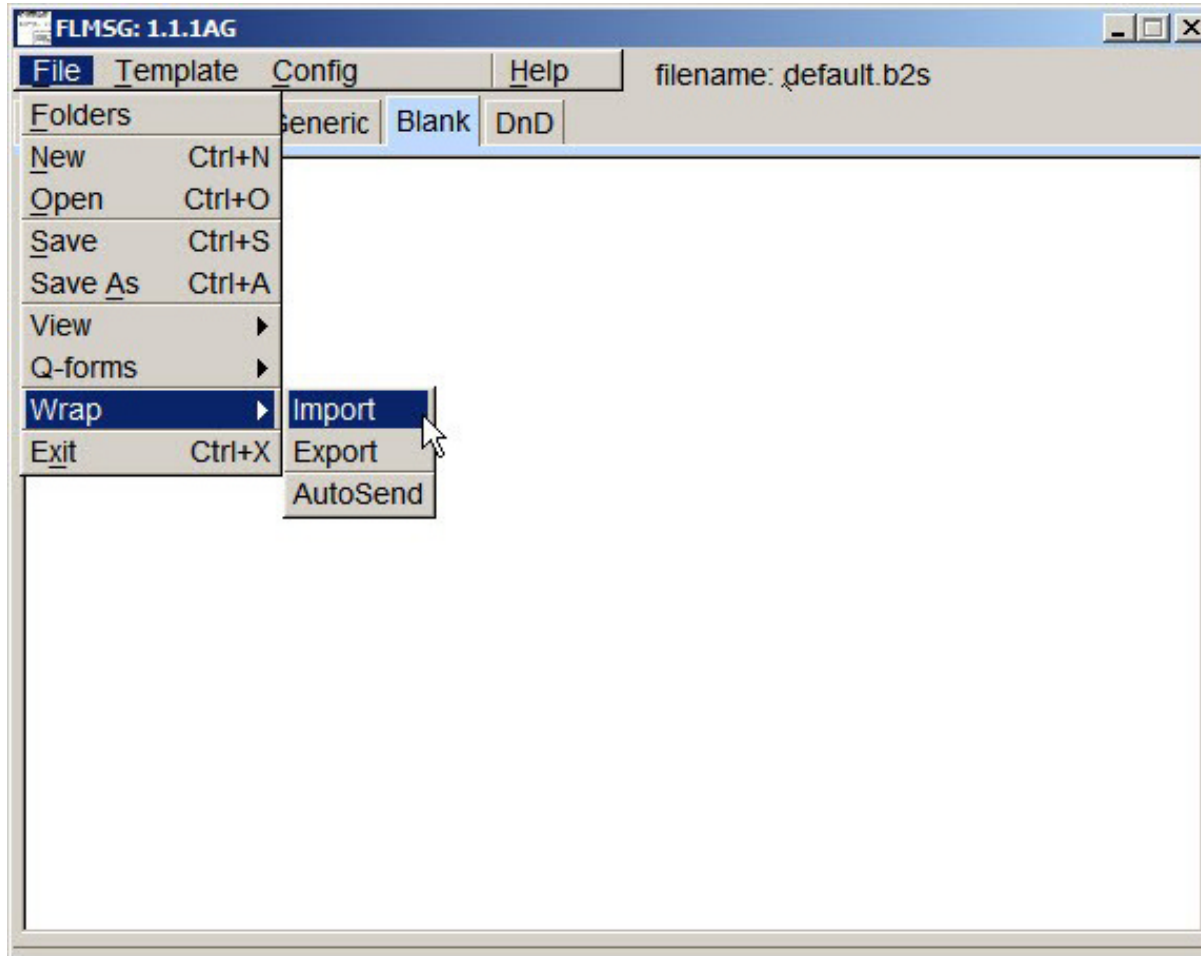 FLMSG: 1.1.1AG
File Template Config Help filename: default.b2s
Folders
Generic Blank DnD
New Ctrl+N
Open Ctrl+O
Save Ctrl+S
Save As Ctrl+A
View
Q-forms
Wrap Import
Exit Ctrl+X Export
AutoSend